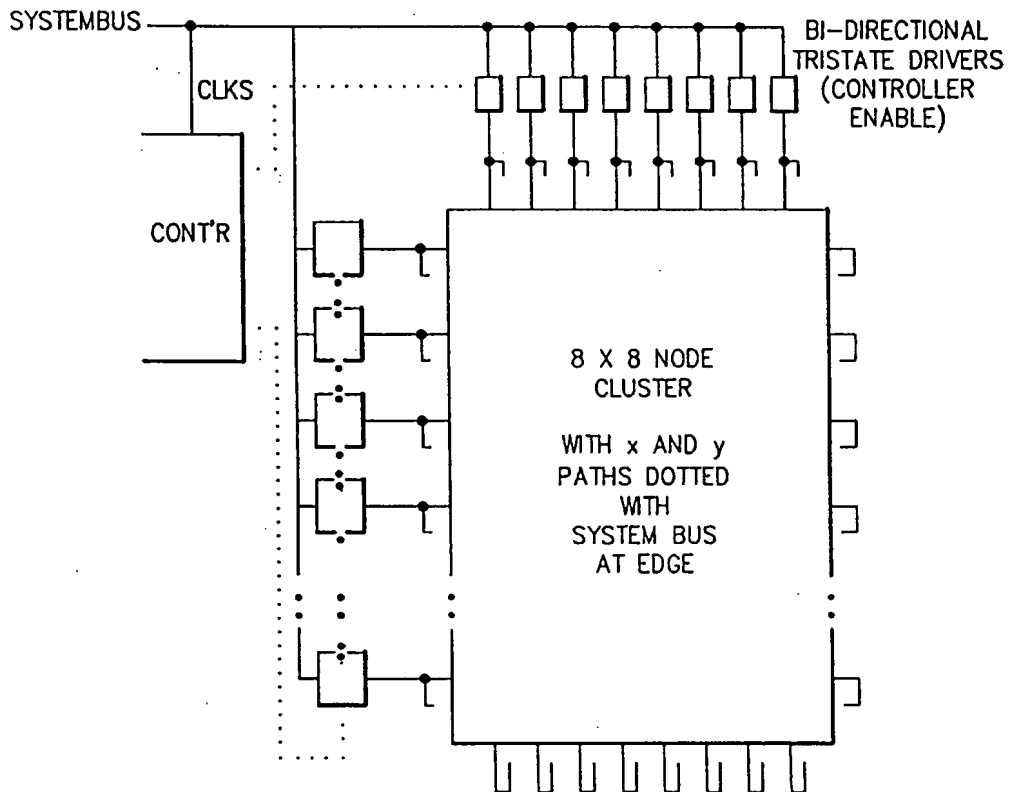 SYSTEMBUS
BI-DIRECTIONAL
TRISTATE DRIVERS
(CONTROLLER
ENABLE)
CLKS
CONT'R
8 X 8 NODE
CLUSTER
WITH x AND y
PATHS DOTTED
WITH
SYSTEM BUS
AT EDGE